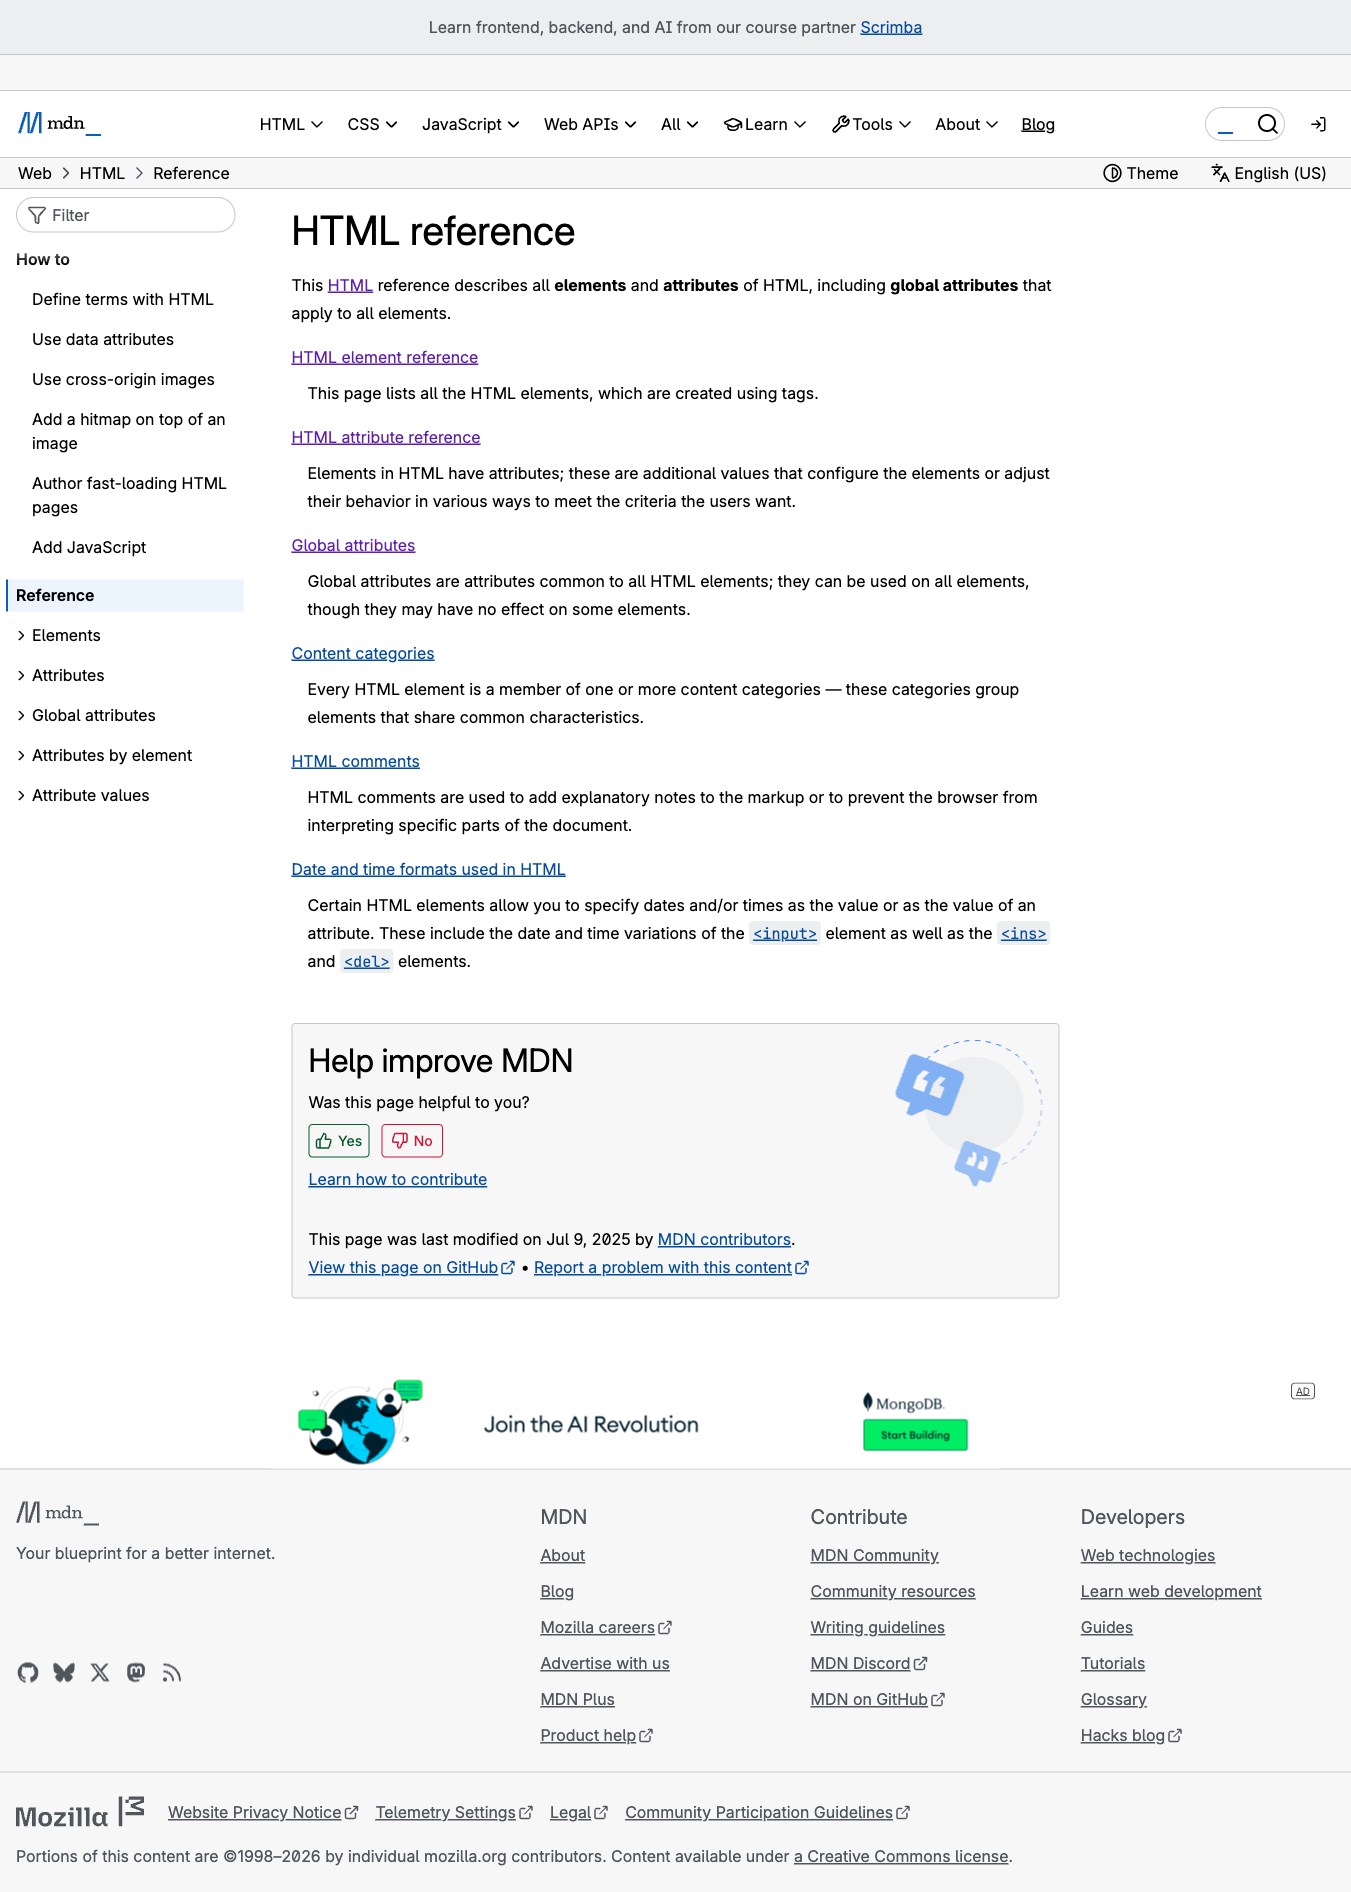 Learn frontend, backend, and AI from our course partner Scrimba
mdn_
HTML CSS JavaScript Web APIs All Learn Tools About Blog
Web HTML Reference
Theme English (US)
Filter
How to
Define terms with HTML
Use data attributes
Use cross-origin images
Add a hitmap on top of an
image
Author fast-loading HTML
pages
Add JavaScript
Reference
Elements
Attributes
Global attributes
Attributes by element
Attribute values
HTML reference
This HTML reference describes all elements and attributes of HTML, including global attributes that
apply to all elements.
HTML element reference
This page lists all the HTML elements, which are created using tags.
HTML attribute reference
Elements in HTML have attributes; these are additional values that configure the elements or adjust
their behavior in various ways to meet the criteria the users want.
Global attributes
Global attributes are attributes common to all HTML elements; they can be used on all elements,
though they may have no effect on some elements.
Content categories
Every HTML element is a member of one or more content categories — these categories group
elements that share common characteristics.
HTML comments
HTML comments are used to add explanatory notes to the markup or to prevent the browser from
interpreting specific parts of the document.
Date and time formats used in HTML
Certain HTML elements allow you to specify dates and/or times as the value or as the value of an
attribute. These include the date and time variations of the <input> element as well as the <ins>
and <del> elements.
Help improve MDN
Was this page helpful to you?
Yes No
Learn how to contribute
This page was last modified on Jul 9, 2025 by MDN contributors.
View this page on GitHub • Report a problem with this content
Join the AI Revolution
MongoDB.
Start Building
AD
mdn_
Your blueprint for a better internet.
MDN
About
Blog
Mozilla careers
Advertise with us
MDN Plus
Product help
Contribute
MDN Community
Community resources
Writing guidelines
MDN Discord
MDN on GitHub
Developers
Web technologies
Learn web development
Guides
Tutorials
Glossary
Hacks blog
Mozilla
Website Privacy Notice Telemetry Settings Legal Community Participation Guidelines
Portions of this content are ©1998–2026 by individual mozilla.org contributors. Content available under a Creative Commons license.